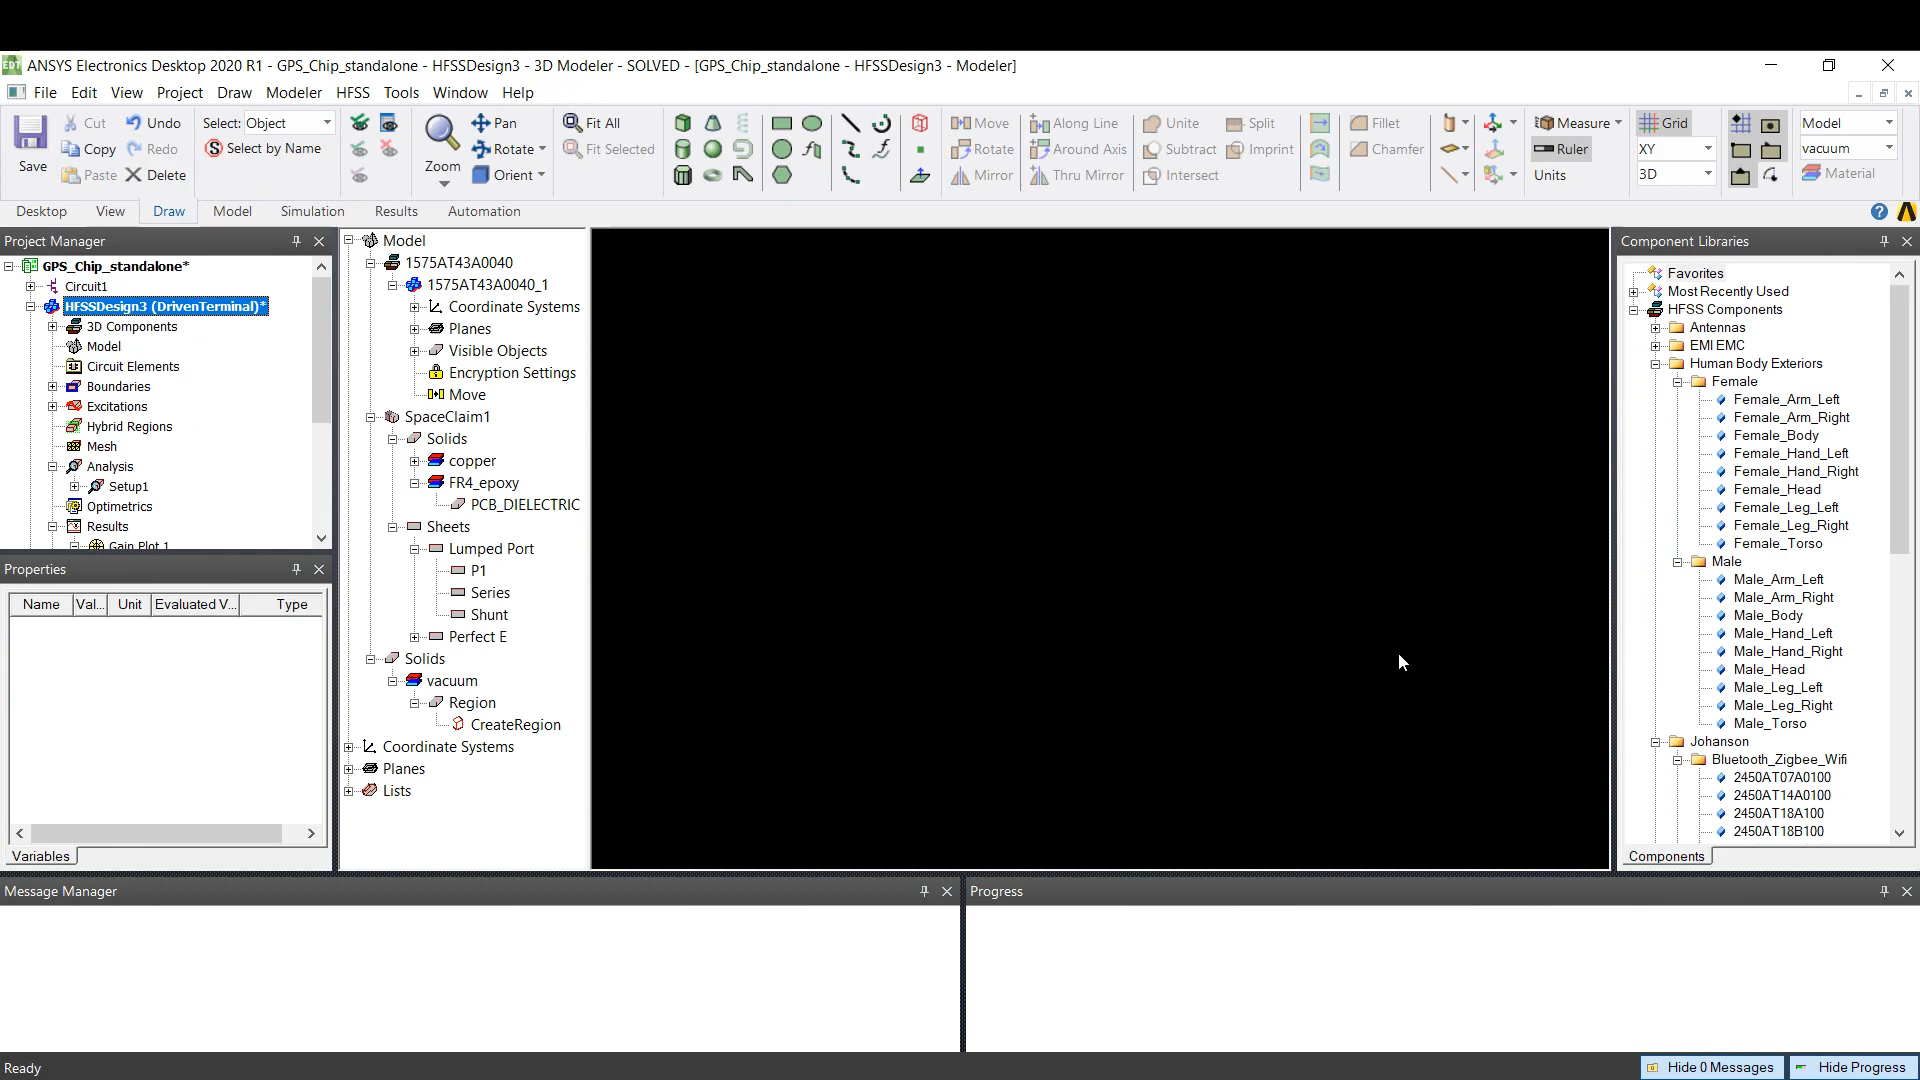 EDT ANSYS Electronics Desktop 2020 R1 - GPS_Chip_standalone - HFSSDesign3 - 3D Modeler - SOLVED - [GPS_Chip_standalone - HFSSDesign3 - Modeler]
File Edit View Project Draw Modeler HFSS Tools Window Help
Save
Cut
Copy
Paste
Undo
Redo
Delete
Select: Object
Select by Name
Zoom
Pan
Rotate
Orient
Fit All
Fit Selected
Move
Rotate
Mirror
Along Line
Around Axis
Thru Mirror
Unite
Subtract
Intersect
Split
Imprint
Fillet
Chamfer
Measure
Ruler
Units
Grid
XY
3D
Model
vacuum
Material
Desktop View Draw Model Simulation Results Automation
Project Manager
GPS_Chip_standalone*
Circuit1
HFSSDesign3 (DrivenTerminal)*
3D Components
Model
Circuit Elements
Boundaries
Excitations
Hybrid Regions
Mesh
Analysis
Setup1
Optimetrics
Results
Gain Plot 1
Properties
Name Val... Unit Evaluated V... Type
Variables
Model
1575AT43A0040
1575AT43A0040_1
Coordinate Systems
Planes
Visible Objects
Encryption Settings
Move
SpaceClaim1
Solids
copper
FR4_epoxy
PCB_DIELECTRIC
Sheets
Lumped Port
P1
Series
Shunt
Perfect E
Solids
vacuum
Region
CreateRegion
Coordinate Systems
Planes
Lists
Component Libraries
Favorites
Most Recently Used
HFSS Components
Antennas
EMI EMC
Human Body Exteriors
Female
Female_Arm_Left
Female_Arm_Right
Female_Body
Female_Hand_Left
Female_Hand_Right
Female_Head
Female_Leg_Left
Female_Leg_Right
Female_Torso
Male
Male_Arm_Left
Male_Arm_Right
Male_Body
Male_Hand_Left
Male_Hand_Right
Male_Head
Male_Leg_Left
Male_Leg_Right
Male_Torso
Johanson
Bluetooth_Zigbee_Wifi
2450AT07A0100
2450AT14A0100
2450AT18A100
2450AT18B100
Components
Message Manager
Progress
Ready
Hide 0 Messages
Hide Progress